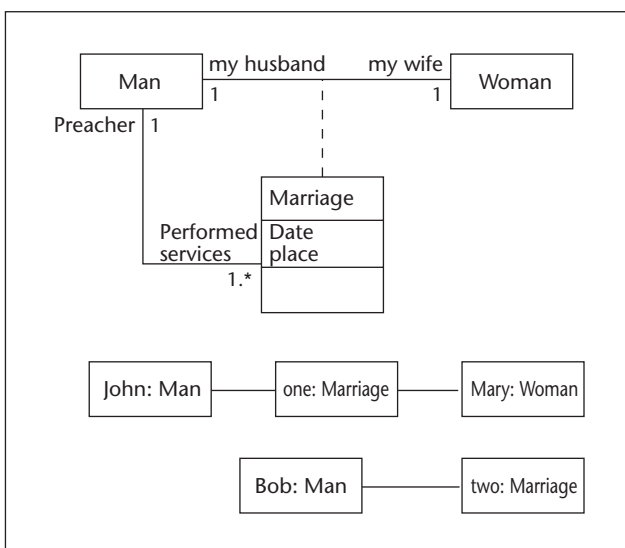 Man
my husband
my wife
Woman
1
1
Preacher
1
Marriage
Performed
services
Date
place
1.*
John: Man
one: Marriage
Mary: Woman
Bob: Man
two: Marriage